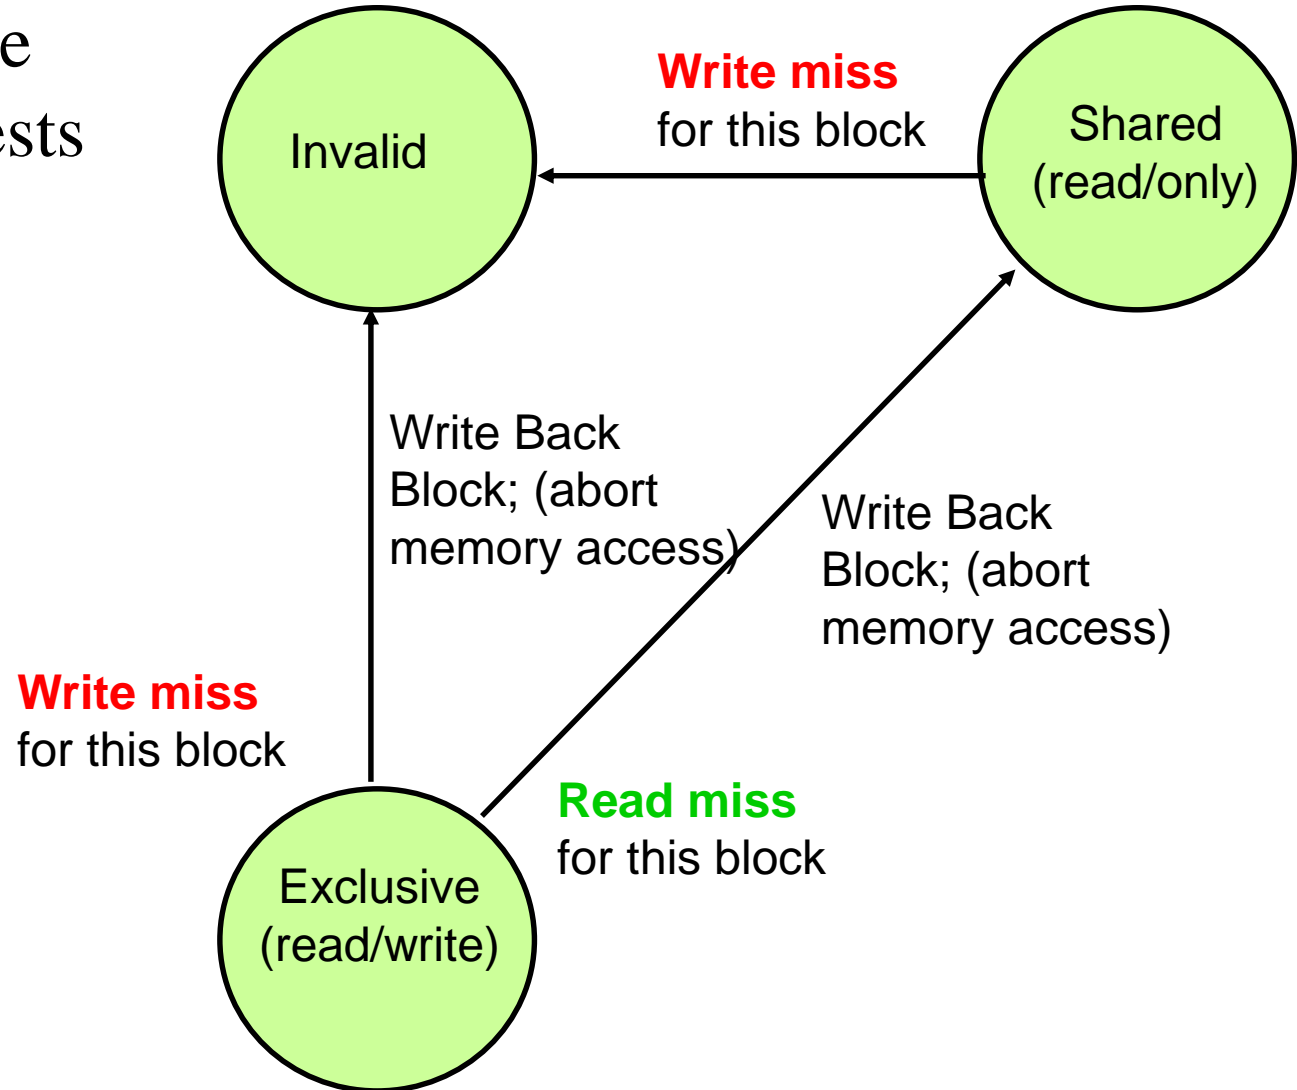 e
ests
Invalid
Write miss
for this block
Shared
(read/only)
Write Back
Block; (abort
memory access)
Write Back
Block; (abort
memory access)
Write miss
for this block
Read miss
for this block
Exclusive
(read/write)